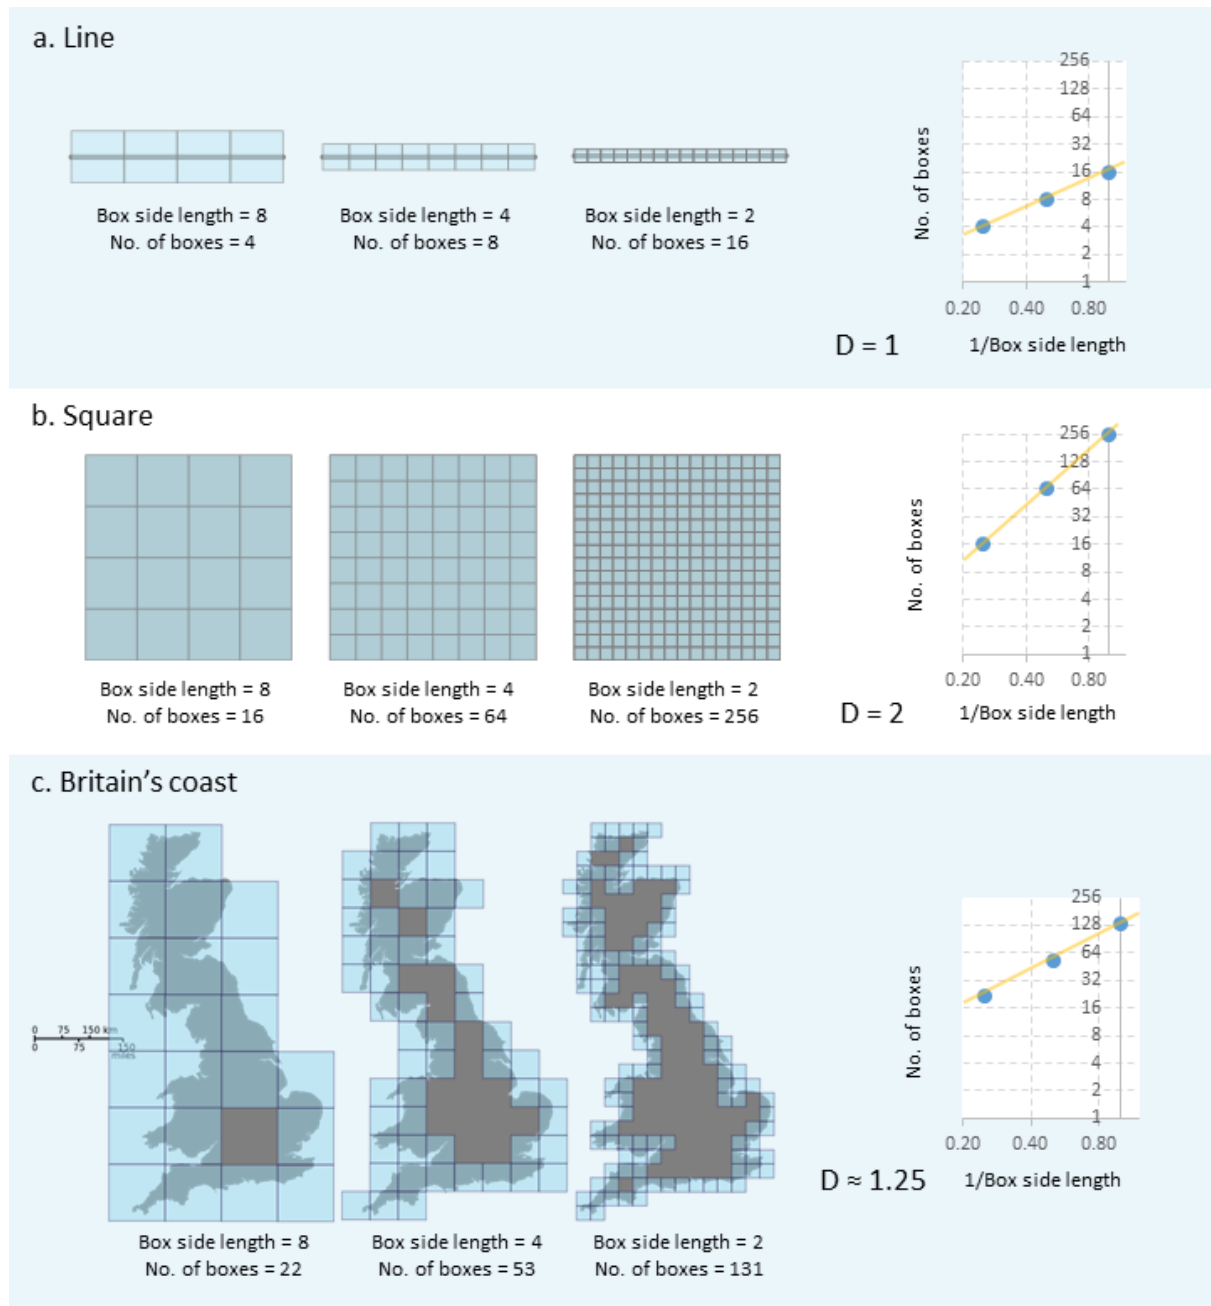 a. Line
Box side length = 8
No. of boxes = 4
Box side length = 4
No. of boxes = 8
Box side length = 2
No. of boxes = 16
No. of boxes
256
128
64
32
16
8
4
2
1
0.20 0.40 0.80
1/Box side length
D = 1
b. Square
Box side length = 8
No. of boxes = 16
Box side length = 4
No. of boxes = 64
Box side length = 2
No. of boxes = 256
No. of boxes
256
128
64
32
16
8
4
2
1
0.20 0.40 0.80
1/Box side length
D = 2
c. Britain's coast
0 75 150 km
0 75 150
miles
Box side length = 8
No. of boxes = 22
Box side length = 4
No. of boxes = 53
Box side length = 2
No. of boxes = 131
No. of boxes
256
128
64
32
16
8
4
2
1
0.20 0.40 0.80
1/Box side length
D ≈ 1.25